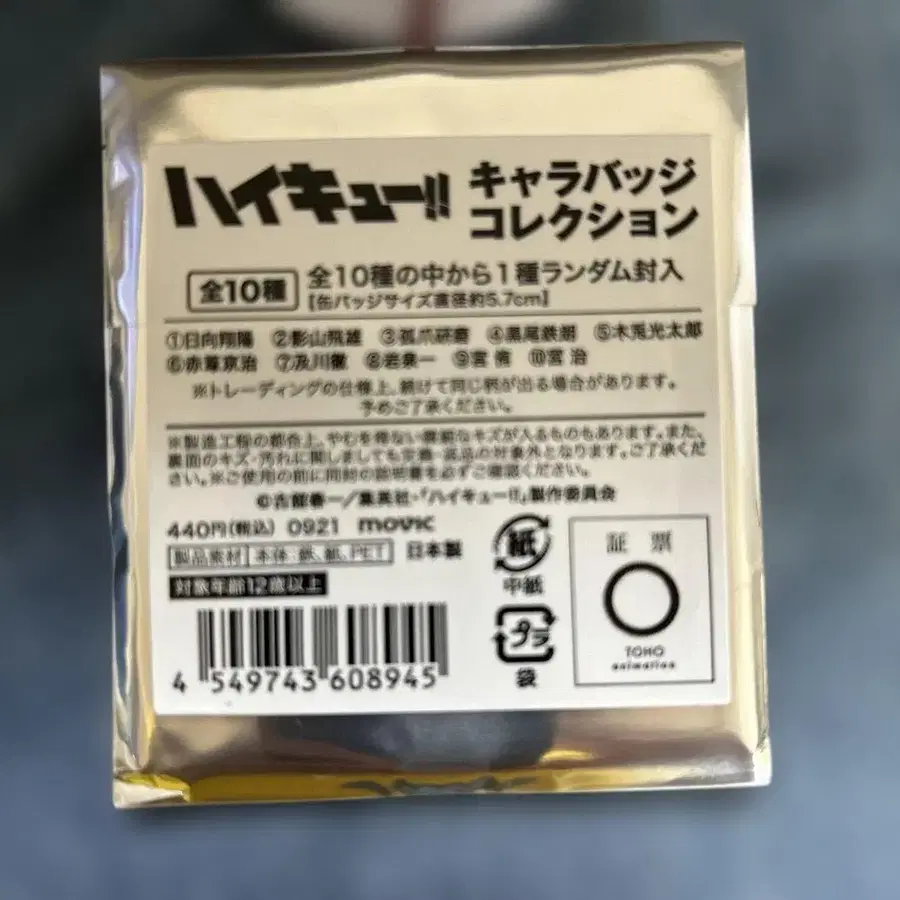 ハイキュー!!
キャラバッジ
コレクション
全10種
全10種の中から1種ランダム封入
[缶バッジサイズ直径約5.7cm]
①日向翔陽 ②影山飛雄 ③孤爪研磨 ④黒尾鉄朗 ⑤木兎光太郎
⑥赤葦京治 ⑦及川徹 ⑧岩泉一 ⑨宮 侑 ⑩宮 治
※トレーディングの仕様上、続けて同じ柄が出る場合があります。
予めご了承ください。
※製造工程の都合上、やむを得ない微細なキズが入るものもあります。また、
裏面のキズ・汚れに関しましても交換・返品の対象外となります。ご了承くだ
さい。※ご使用の前に同封の説明書を必ずご確認ください。
©古舘春一/集英社・「ハイキュー!!」製作委員会
440円(税込) 0921 movic
製品素材 本体:鉄、紙、PET 日本製
対象年齢12歳以上
4 549743 608945
紙
中紙
プラ
袋
証票
TOHO
animation